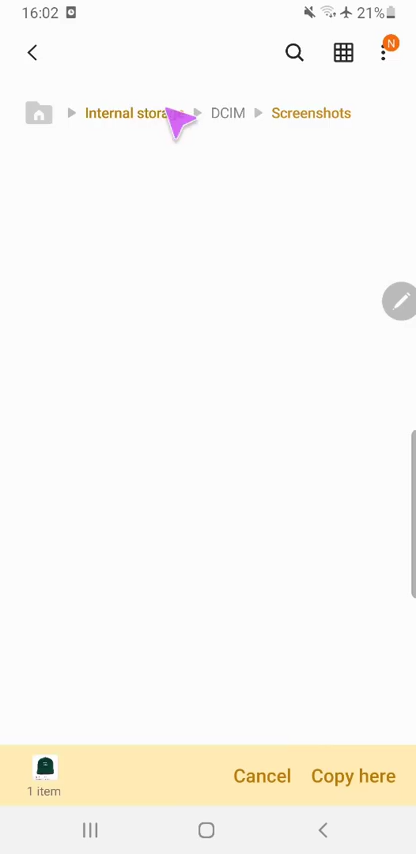 16:02
21%
N
Internal stora
DCIM
Screenshots
1 item
Cancel
Copy here